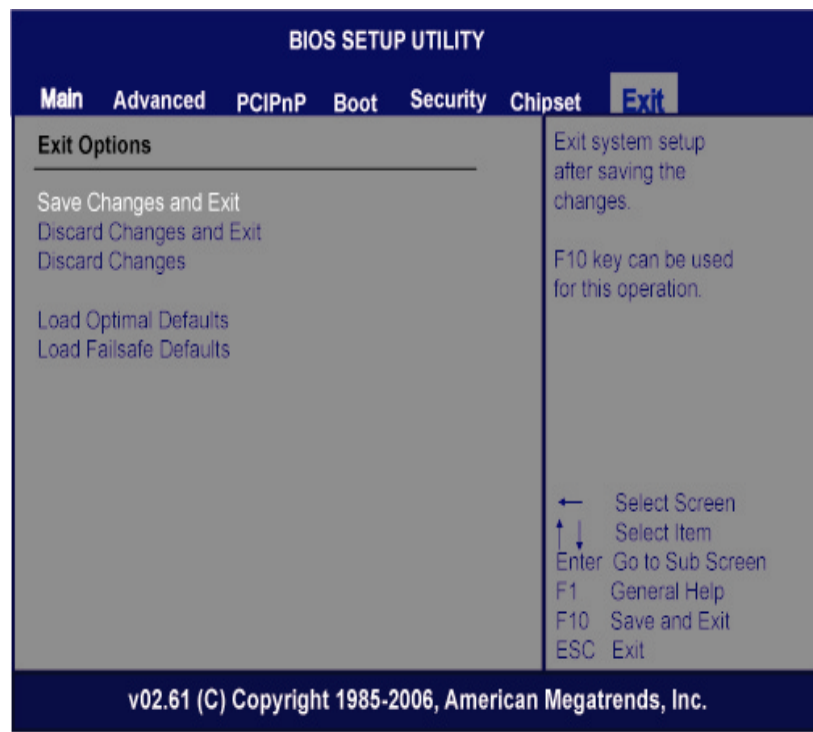 BIOS SETUP UTILITY
Main Advanced PCIPnP Boot Security Chipset Exit
Exit Options
Save Changes and Exit
Discard Changes and Exit
Discard Changes
Load Optimal Defaults
Load Failsafe Defaults
Exit system setup
after saving the
changes.
F10 key can be used
for this operation.
← Select Screen
↑↓ Select Item
Enter Go to Sub Screen
F1 General Help
F10 Save and Exit
ESC Exit
v02.61 (C) Copyright 1985-2006, American Megatrends, Inc.